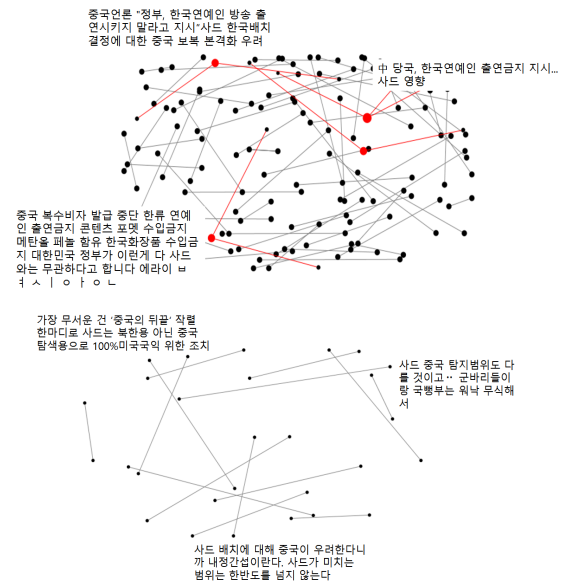 중국언론 "정부, 한국연예인 방송 출
연시키지 말라고 지시"사드 한국배치
결정에 대한 중국 보복 본격화 우려
中 당국, 한국연예인 출연금지 지시...
사드 영향
중국 복수비자 발급 중단 한류 연예
인 출연금지 콘텐츠 포멧 수입금지
메탄올 페놀 함유 한국화장품 수입금
지 대한민국 정부가 이런게 다 사드
와는 무관하다고 합니다 에라이 ㅂ
ㅕ ㅅ ㅣ ㅇ ㅏ ㅇ ㄴ
가장 무서운 건 '중국의 뒤끝' 작렬
한마디로 사드는 북한용 아닌 중국
탐색용으로 100%미국국익 위한 조치
사드 중국 탐지범위도 다
를 것이고·· 군바리들이
랑 국뻥부는 워낙 무식해
서
사드 배치에 대해 중국이 우려한다니
까 내정간섭이란다. 사드가 미치는
범위는 한반도를 넘지 않는다